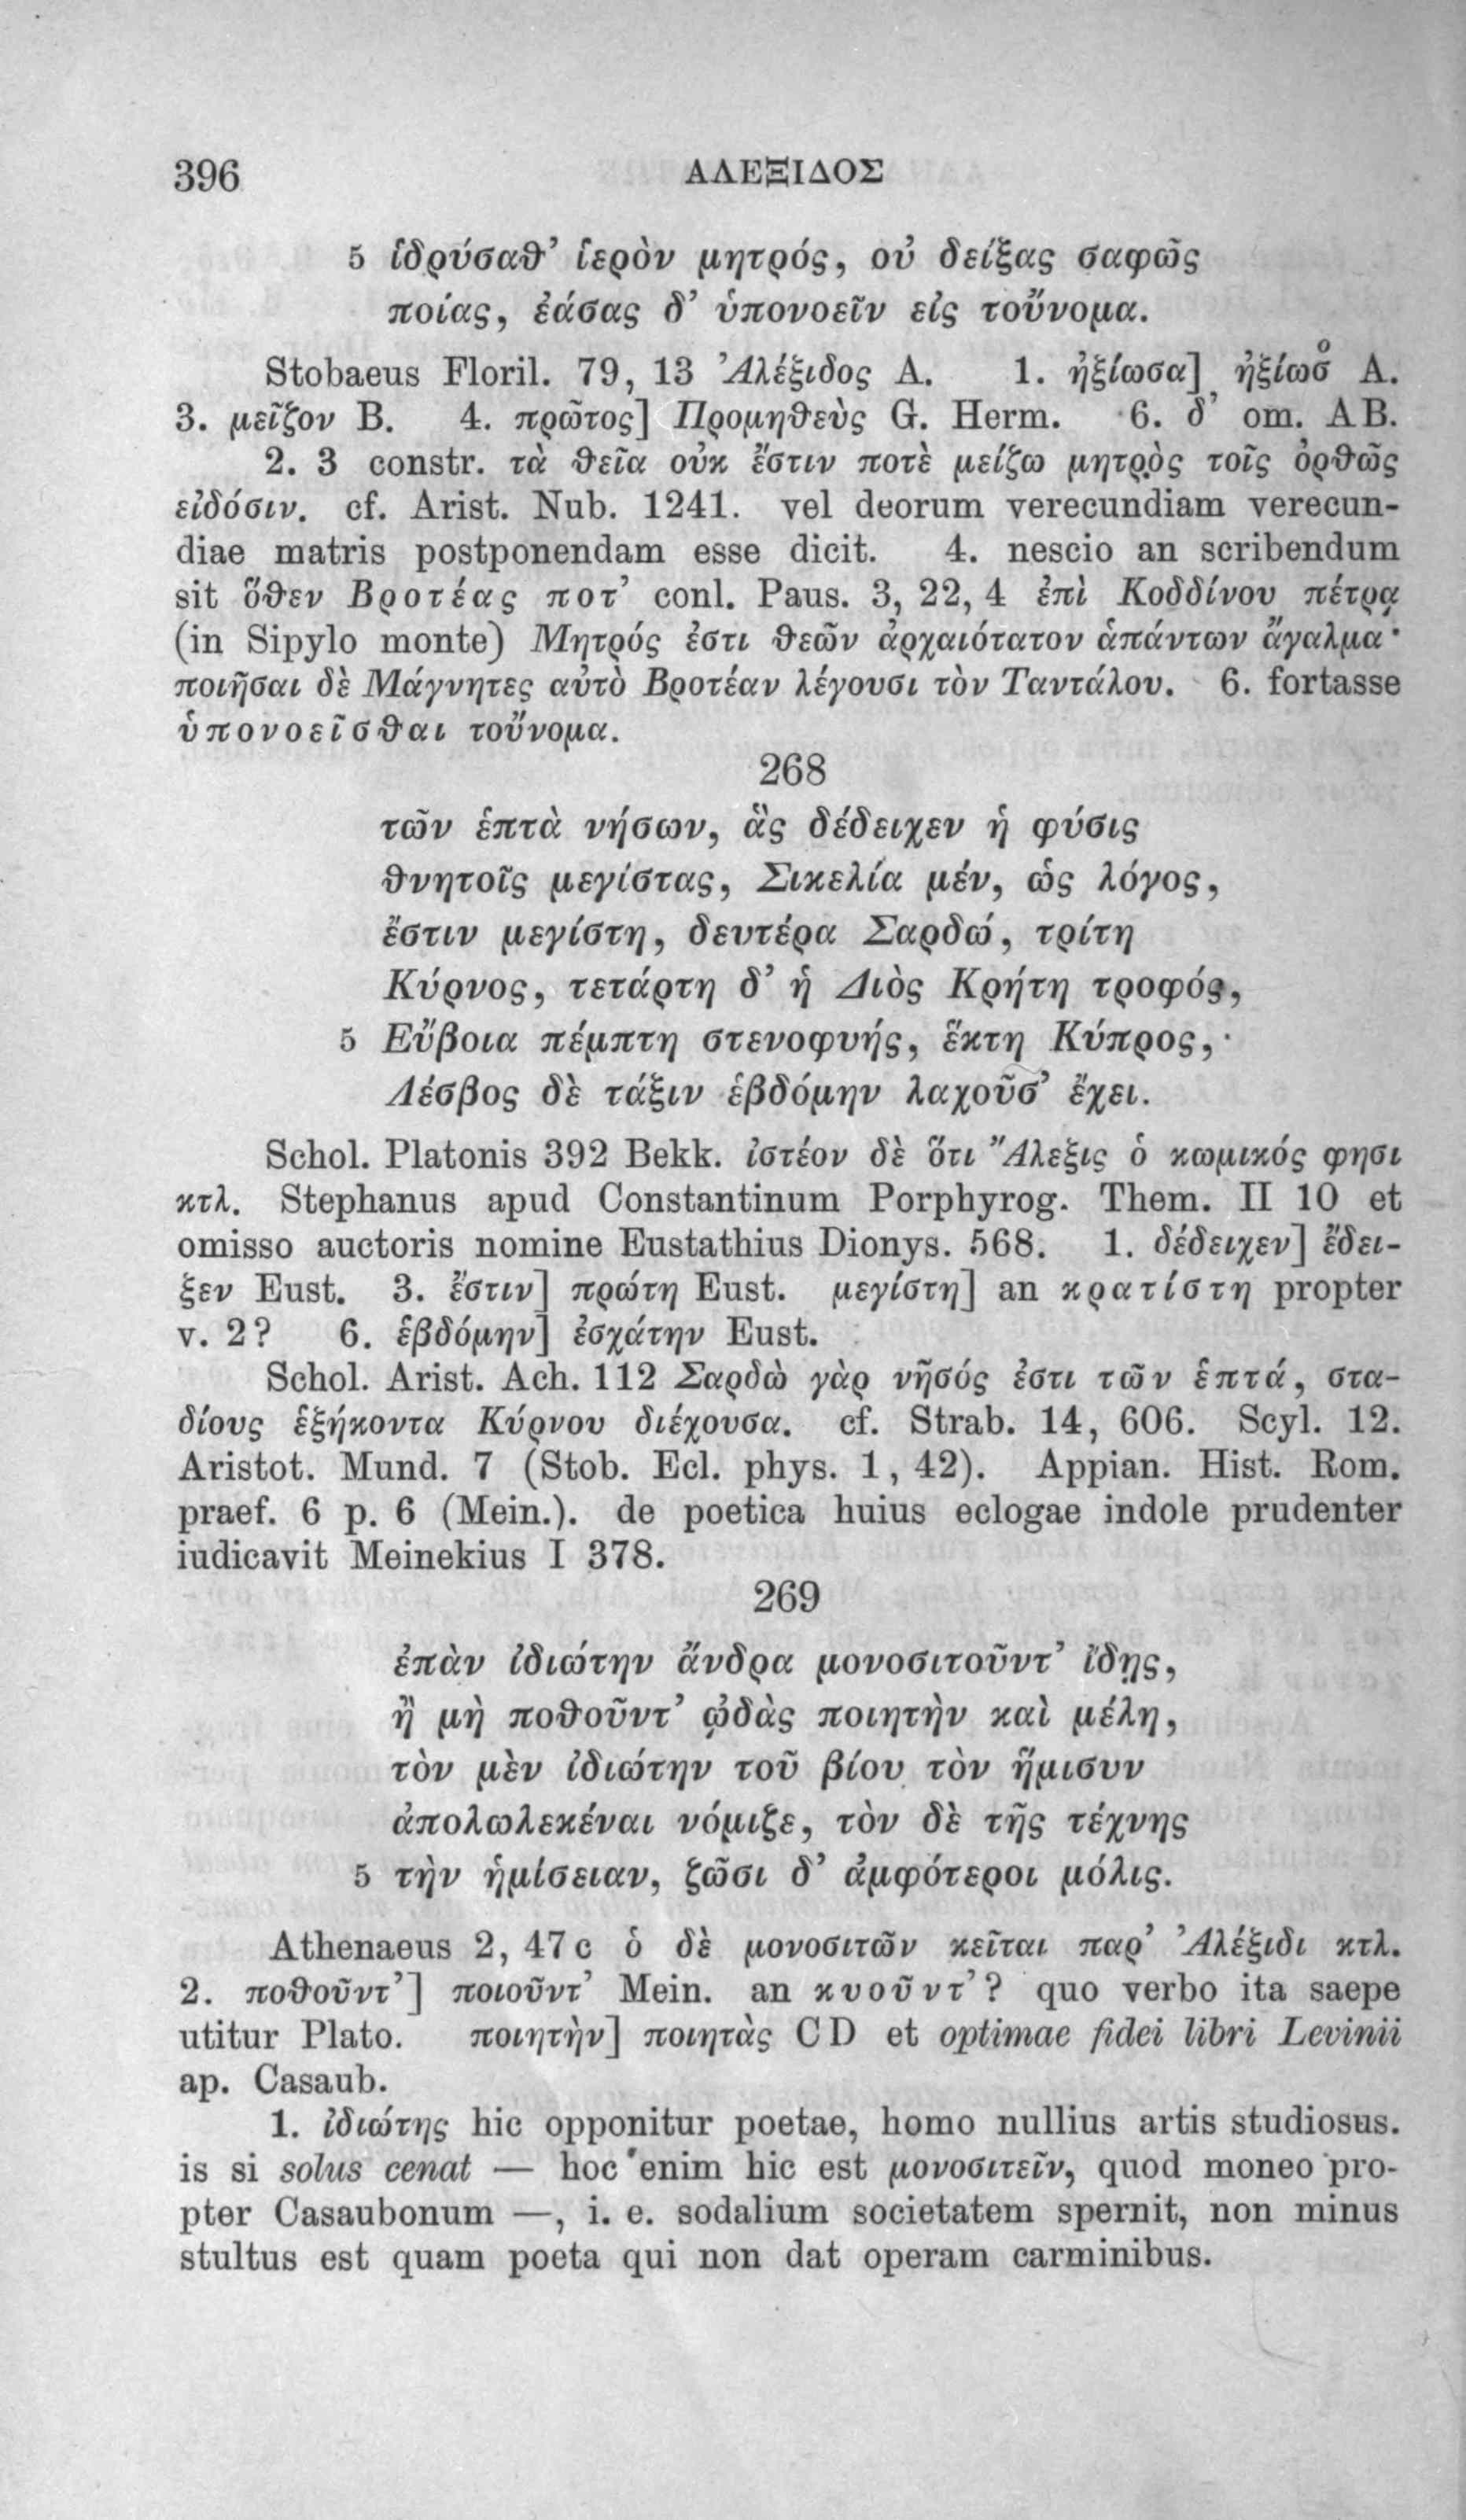 396 ΑΛΕΞΙΔΟΣ
5 ἱδρύσαθ’ ἱερὸν μητρός, οὐ δείξας σαφῶς
ποίας, ἐάσας δ’ ὑπονοεῖν εἰς τοὔνομα.
Stobaeus Floril. 79, 13 Ἀλέξιδος A. 1. ἠξίωσα] ἠξίωσ̊ A.
3. μεῖζον B. 4. πρῶτος] Προμηθεὺς G. Herm. 6. δ’ om. AB.
2. 3 constr. τὰ θεῖα οὐκ ἔστιν ποτὲ μείζω μητρὸς τοῖς ὀρθῶς
εἰδόσιν. cf. Arist. Nub. 1241. vel deorum verecundiam verecun-
diae matris postponendam esse dicit. 4. nescio an scribendum
sit ὅθεν Βροτέας ποτ’ conl. Paus. 3, 22, 4 ἐπὶ Κοδδίνου πέτρᾳ
(in Sipylo monte) Μητρός ἐστι θεῶν ἀρχαιότατον ἁπάντων ἄγαλμα·
ποιῆσαι δὲ Μάγνητες αὐτὸ Βροτέαν λέγουσι τὸν Ταντάλου. 6. fortasse
ὑπονοεῖσθαι τοὔνομα.
268
τῶν ἑπτὰ νήσων, ἃς δέδειχεν ἡ φύσις
θνητοῖς μεγίστας, Σικελία μέν, ὡς λόγος,
ἔστιν μεγίστη, δευτέρα Σαρδώ, τρίτη
Κύρνος, τετάρτη δ’ ἡ Διὸς Κρήτη τροφός,
5 Εὔβοια πέμπτη στενοφυής, ἕκτη Κύπρος,
Λέσβος δὲ τάξιν ἑβδόμην λαχοῦσ’ ἔχει.
Schol. Platonis 392 Bekk. ἰστέον δὲ ὅτι Ἄλεξις ὁ κωμικός φησι
κτλ. Stephanus apud Constantinum Porphyrog. Them. II 10 et
omisso auctoris nomine Eustathius Dionys. 568. 1. δέδειχεν] ἔδει-
ξεν Eust. 3. ἔστιν] πρώτη Eust. μεγίστη] an κρατίστη propter
v. 2? 6. ἑβδόμην] ἐσχάτην Eust.
Schol. Arist. Ach. 112 Σαρδὼ γὰρ νῆσός ἐστι τῶν ἑπτά, στα-
δίους ἑξήκοντα Κύρνου διέχουσα. cf. Strab. 14, 606. Scyl. 12.
Aristot. Mund. 7 (Stob. Ecl. phys. 1, 42). Appian. Hist. Rom.
praef. 6 p. 6 (Mein.). de poetica huius eclogae indole prudenter
iudicavit Meinekius I 378.
269
ἐπὰν ἰδιώτην ἄνδρα μονοσιτοῦντ’ ἴδῃς,
ἢ μὴ ποθοῦντ’ ᾠδὰς ποιητὴν καὶ μέλη,
τὸν μὲν ἰδιώτην τοῦ βίου τὸν ἥμισυν
ἀπολωλεκέναι νόμιζε, τὸν δὲ τῆς τέχνης
5 τὴν ἡμίσειαν, ζῶσι δ’ ἀμφότεροι μόλις.
Athenaeus 2, 47 c ὁ δὲ μονοσιτῶν κεῖται παρ’ Ἀλέξιδι κτλ.
2. ποθοῦντ’] ποιοῦντ’ Mein. an κυοῦντ’? quo verbo ita saepe
utitur Plato. ποιητὴν] ποιητὰς CD et optimae fidei libri Levinii
ap. Casaub.
1. ἰδιώτης hic opponitur poetae, homo nullius artis studiosus.
is si solus cenat — hoc enim hic est μονοσιτεῖν, quod moneo pro-
pter Casaubonum —, i. e. sodalium societatem spernit, non minus
stultus est quam poeta qui non dat operam carminibus.